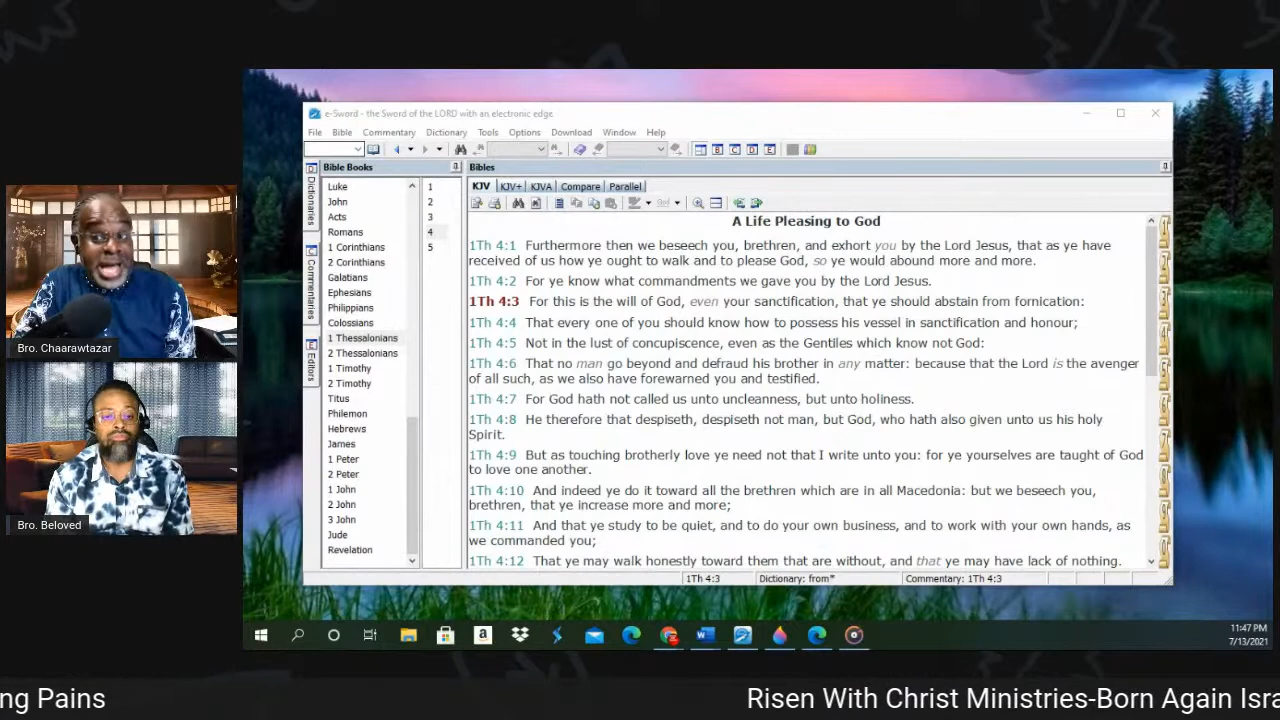 e-Sword - the Sword of the LORD with an electronic edge
File Bible Commentary Dictionary Tools Options Download Window Help
B C D E
Bible Books
Bibles
Dictionaries
Commentaries
Editors
Luke
John
Acts
Romans
1 Corinthians
2 Corinthians
Galatians
Ephesians
Philippians
Colossians
1 Thessalonians
2 Thessalonians
1 Timothy
2 Timothy
Titus
Philemon
Hebrews
James
1 Peter
2 Peter
1 John
2 John
3 John
Jude
Revelation
1
2
3
4
5
KJV KJV+ KJVA Compare Parallel
A Life Pleasing to God
1Th 4:1 Furthermore then we beseech you, brethren, and exhort you by the Lord Jesus, that as ye have
received of us how ye ought to walk and to please God, so ye would abound more and more.
1Th 4:2 For ye know what commandments we gave you by the Lord Jesus.
1Th 4:3 For this is the will of God, even your sanctification, that ye should abstain from fornication:
1Th 4:4 That every one of you should know how to possess his vessel in sanctification and honour;
1Th 4:5 Not in the lust of concupiscence, even as the Gentiles which know not God:
1Th 4:6 That no man go beyond and defraud his brother in any matter: because that the Lord is the avenger
of all such, as we also have forewarned you and testified.
1Th 4:7 For God hath not called us unto uncleanness, but unto holiness.
1Th 4:8 He therefore that despiseth, despiseth not man, but God, who hath also given unto us his holy
Spirit.
1Th 4:9 But as touching brotherly love ye need not that I write unto you: for ye yourselves are taught of God
to love one another.
1Th 4:10 And indeed ye do it toward all the brethren which are in all Macedonia: but we beseech you,
brethren, that ye increase more and more;
1Th 4:11 And that ye study to be quiet, and to do your own business, and to work with your own hands, as
we commanded you;
1Th 4:12 That ye may walk honestly toward them that are without, and that ye may have lack of nothing.
1Th 4:3 Dictionary: from* Commentary: 1Th 4:3
Bro. Chaarawtazar
Bro. Beloved
11:47 PM
7/13/2021
ng Pains
Risen With Christ Ministries-Born Again Isra